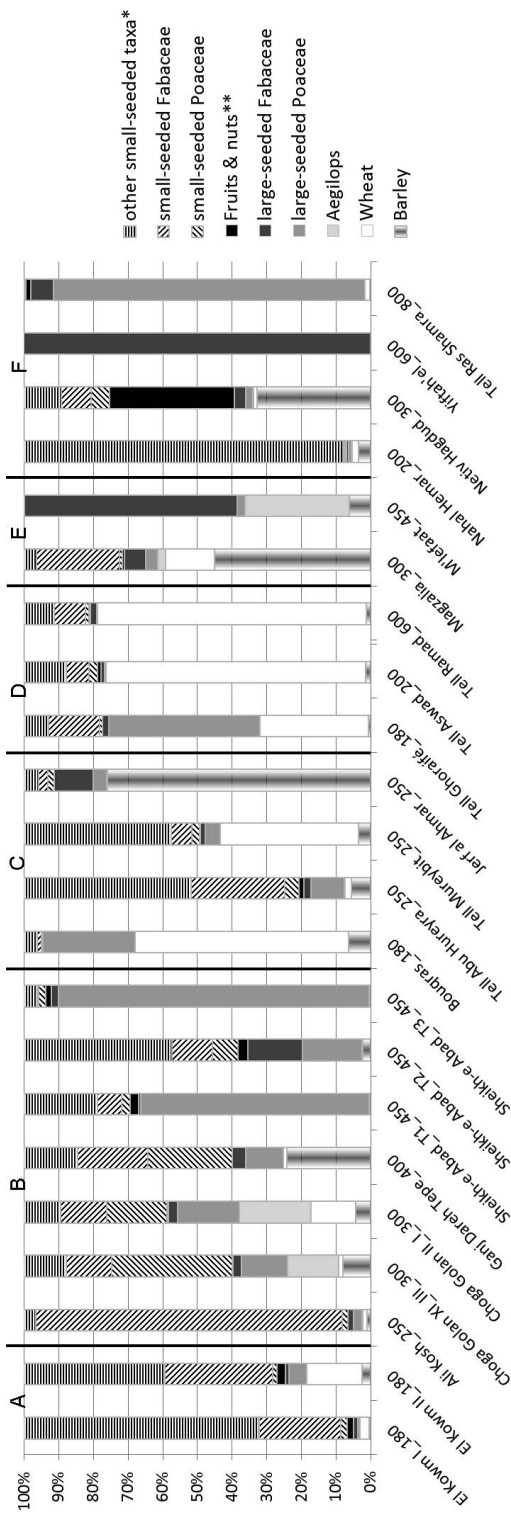 A
B
C
D
E
F
100%
90%
80%
70%
60%
50%
40%
30%
20%
10%
0%
El Kowm I_180
El Kowm II_180
Ali Kosh_250
Choga Golan XI_III_300
Choga Golan II_I_300
Ganj Dareh Tepe_400
Sheikh-e Abad_T1_450
Sheikh-e Abad_T2_450
Sheikh-e Abad_T3_450
Bouqras_180
Tell Abu Hureyra_250
Tell Mureybit_250
Jerf al Ahmar_250
Tell Ghoraifé_180
Tell Aswad_200
Tell Ramad_600
Magzalia_300
M'lefaat_450
Nahal Hemar_200
Netiv Hagdud_300
Yiftah el_600
Tell Ras Shamra_800
other small-seeded taxa*
small-seeded Fabaceae
small-seeded Poaceae
Fruits & nuts**
large-seeded Fabaceae
large-seeded Poaceae
Aegilops
Wheat
Barley